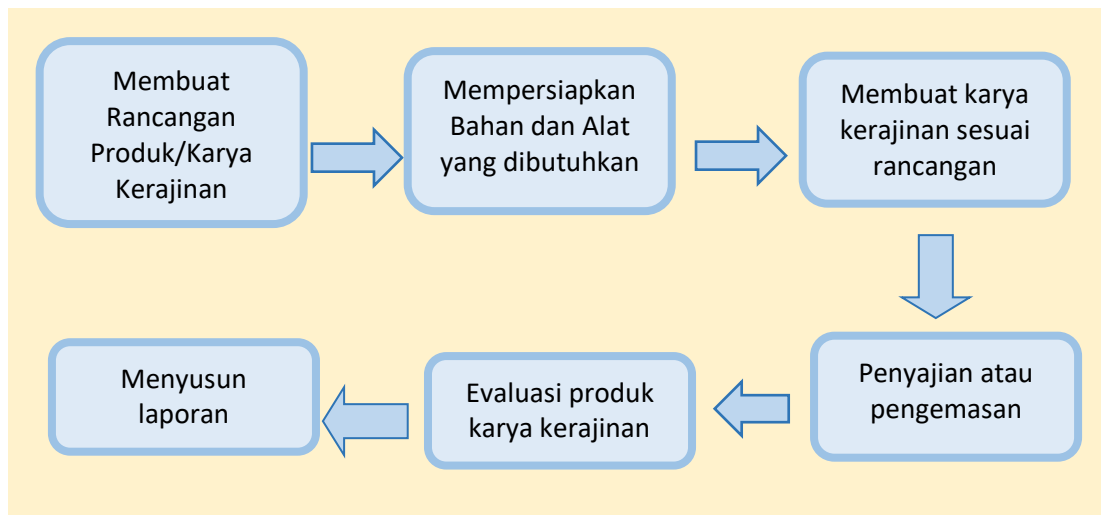 Membuat
Rancangan
Produk/Karya
Kerajinan
Mempersiapkan
Bahan dan Alat
yang dibutuhkan
Membuat karya
kerajinan sesuai
rancangan
Penyajian atau
pengemasan
Evaluasi produk
karya kerajinan
Menyusun
laporan